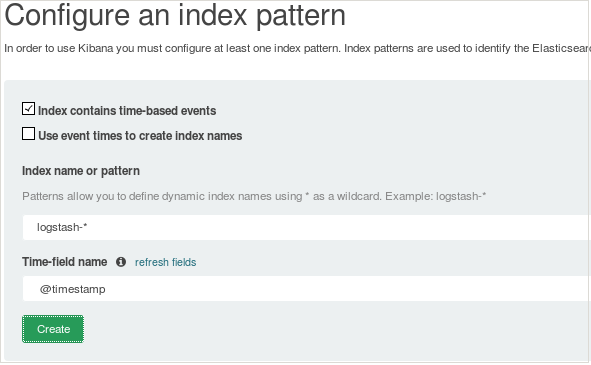 Configure an index pattern
In order to use Kibana you must configure at least one index pattern. Index patterns are used to identify the Elasticsearc
Index contains time-based events
Use event times to create index names
Index name or pattern
Patterns allow you to define dynamic index names using * as a wildcard. Example: logstash-*
logstash-*
Time-field name refresh fields
@timestamp
Create